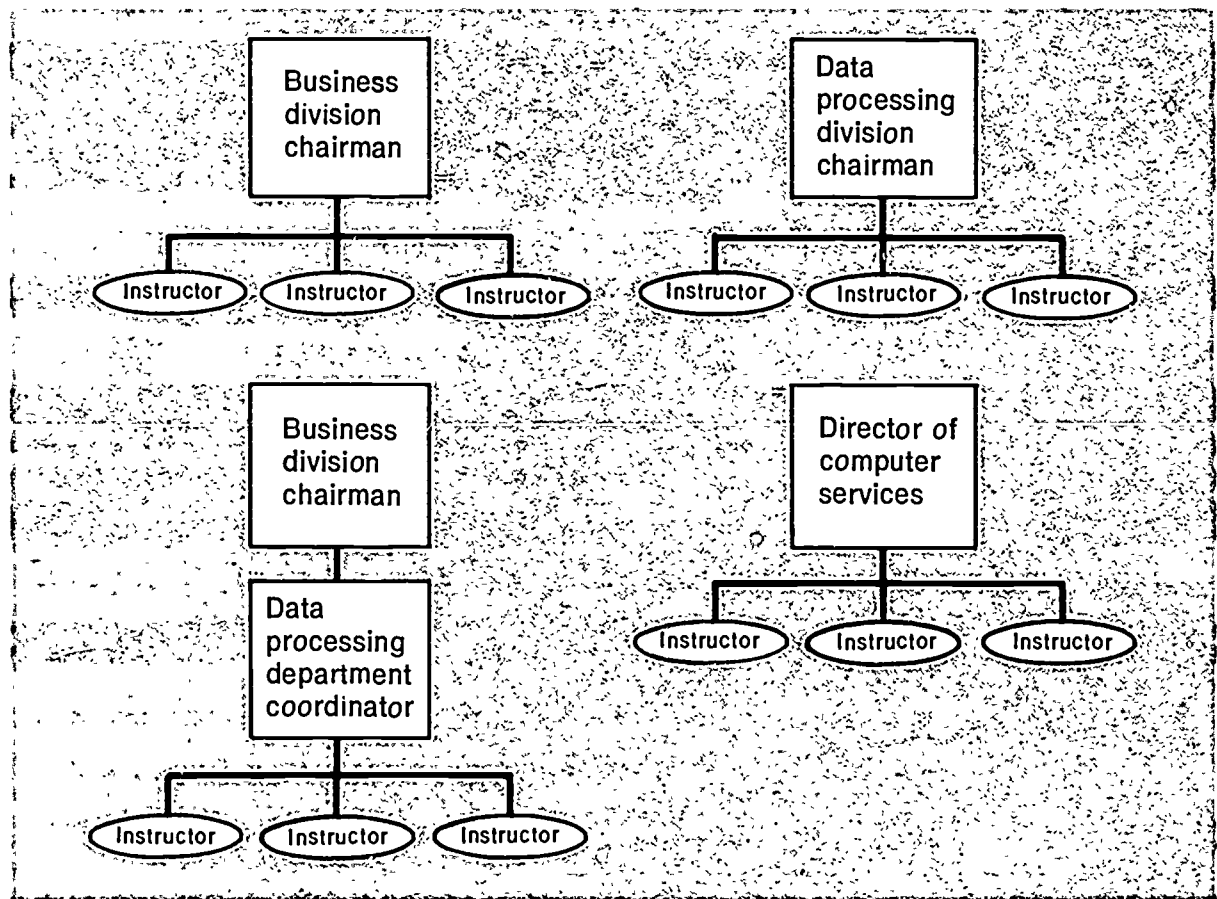 Business
division
chairman
Instructor
Instructor
Instructor
Data
processing
division
chairman
Instructor
Instructor
Instructor
Business
division
chairman
Data
processing
department
coordinator
Instructor
Instructor
Instructor
Director of
computer
services
Instructor
Instructor
Instructor